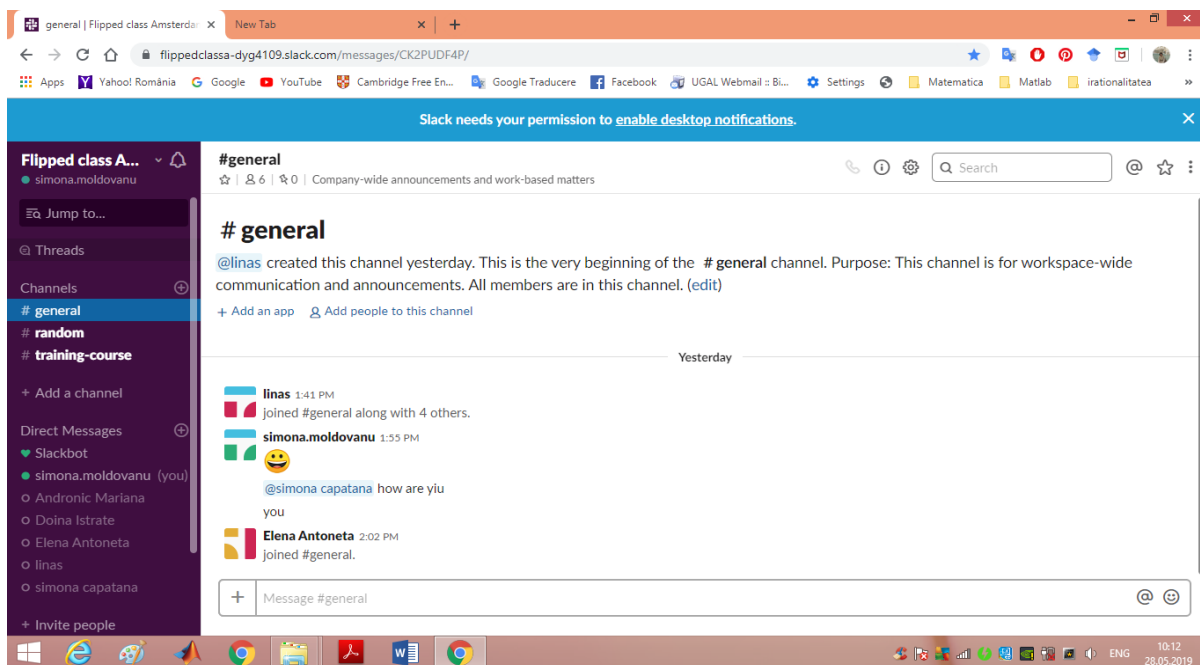 general | Flipped class Amsterdar
New Tab
flippedclassa-dyg4109.slack.com/messages/CK2PUDF4P/
Apps Yahoo! România Google YouTube Cambridge Free En... Google Traducere Facebook UGAL Webmail :: Bi... Settings Matematica Matlab irationalitatea »
Slack needs your permission to enable desktop notifications.
Flipped class A...
simona.moldovanu
Jump to...
Threads
Channels
# general
# random
# training-course
+ Add a channel
Direct Messages
Slackbot
simona.moldovanu (you)
Andronic Mariana
Doina Istrate
Elena Antoneta
linas
simona capatana
+ Invite people
#general
6 | 0 | Company-wide announcements and work-based matters
Search
# general
@linas created this channel yesterday. This is the very beginning of the # general channel. Purpose: This channel is for workspace-wide
communication and announcements. All members are in this channel. (edit)
+ Add an app Add people to this channel
Yesterday
linas 1:41 PM
joined #general along with 4 others.
simona.moldovanu 1:55 PM
@simona capatana how are yiu
you
Elena Antoneta 2:02 PM
joined #general.
+ Message #general
ENG
10:12
28.05.2019